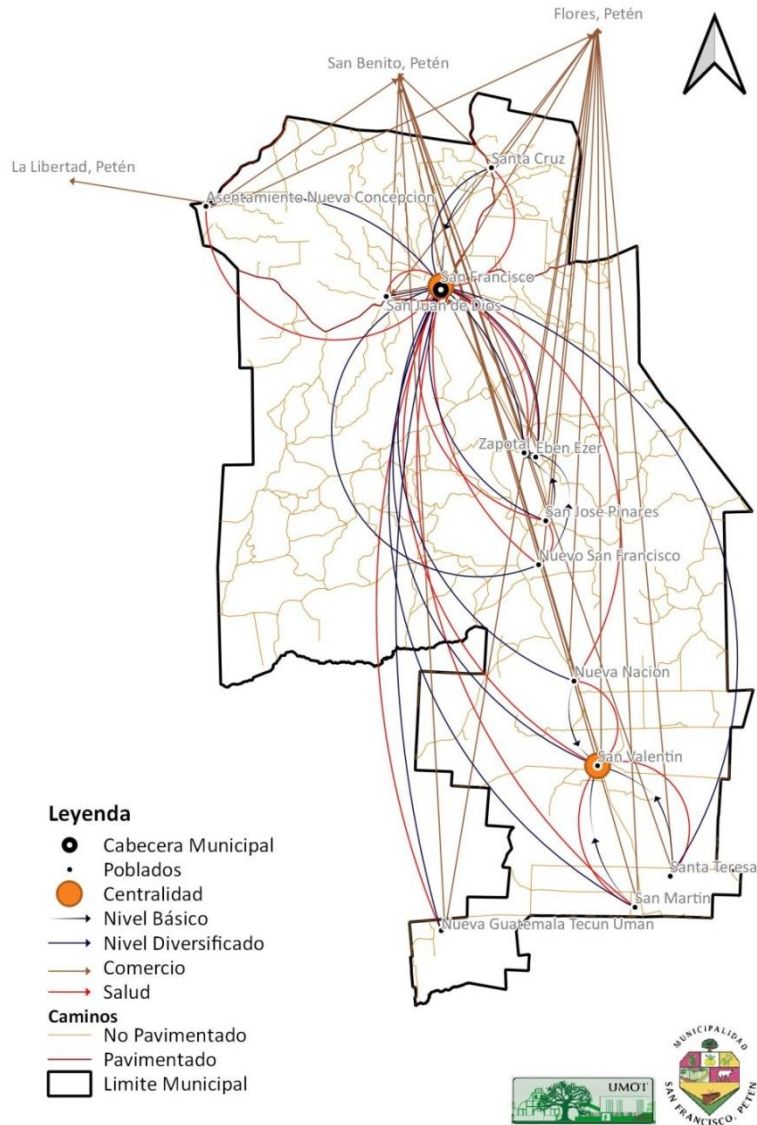 Flores, Petén
San Benito, Petén
La Libertad, Petén
Santa Cruz
Asentamiento Nueva Concepcion
San Francisco
San Juan de Dios
Zapotal
Eben Ezer
San Jose Pinares
Nuevo San Francisco
Nueva Nacion
San Valentin
Santa Teresa
San Martin
Nueva Guatemala Tecun Uman
Leyenda
Cabecera Municipal
Poblados
Centralidad
Nivel Básico
Nivel Diversificado
Comercio
Salud
Caminos
No Pavimentado
Pavimentado
Limite Municipal
UMOT
MUNICIPALIDAD
SAN FRANCISCO, PETEN